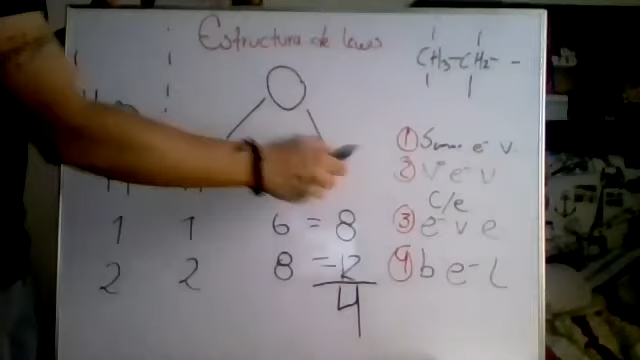 Estructura de lewis
CH3-CH2- -
O
① Suma e- v
② v e- v
c/e
1 1 6 = 8 ③ e- v e
2 2 8 -12 ④ b e- L
4